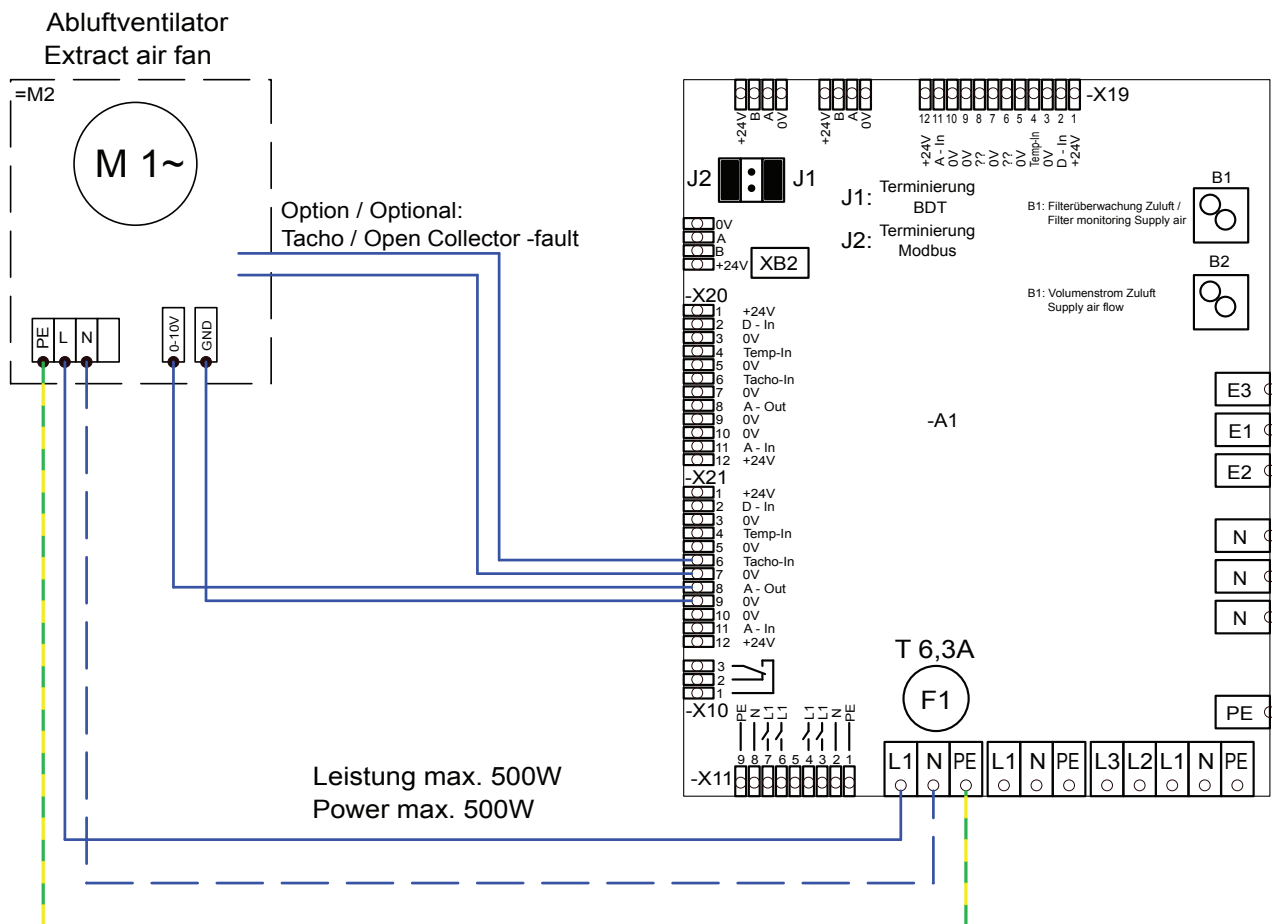 Abluftventilator
Extract air fan
=M2
M 1~
Option / Optional:
Tacho / Open Collector -fault
PE L N
0-10V
GND
+24V B A 0V
+24V B A 0V
-X19
12 11 10 9 8 7 6 5 4 3 2 1
+24V A - In 0V 0V ?? 0V ?? 0V Temp-In 0V D - In +24V
J2 J1
J1: Terminierung
BDT
J2: Terminierung
Modbus
B1
B1: Filterüberwachung Zuluft /
Filter monitoring Supply air
B2
B1: Volumenstrom Zuluft
Supply air flow
0V
A
B
+24V
XB2
-X20
1 +24V
2 D - In
3 0V
4 Temp-In
5 0V
6 Tacho-In
7 0V
8 A - Out
9 0V
10 0V
11 A - In
12 +24V
-X21
1 +24V
2 D - In
3 0V
4 Temp-In
5 0V
6 Tacho-In
7 0V
8 A - Out
9 0V
10 0V
11 A - In
12 +24V
-A1
E3
E1
E2
N
N
N
PE
3
2
1
-X10
PE N L1 L1 L1 L1 N PE
-X11
9 8 7 6 5 4 3 2 1
T 6,3A
F1
L1 N PE L1 N PE L3 L2 L1 N PE
Leistung max. 500W
Power max. 500W